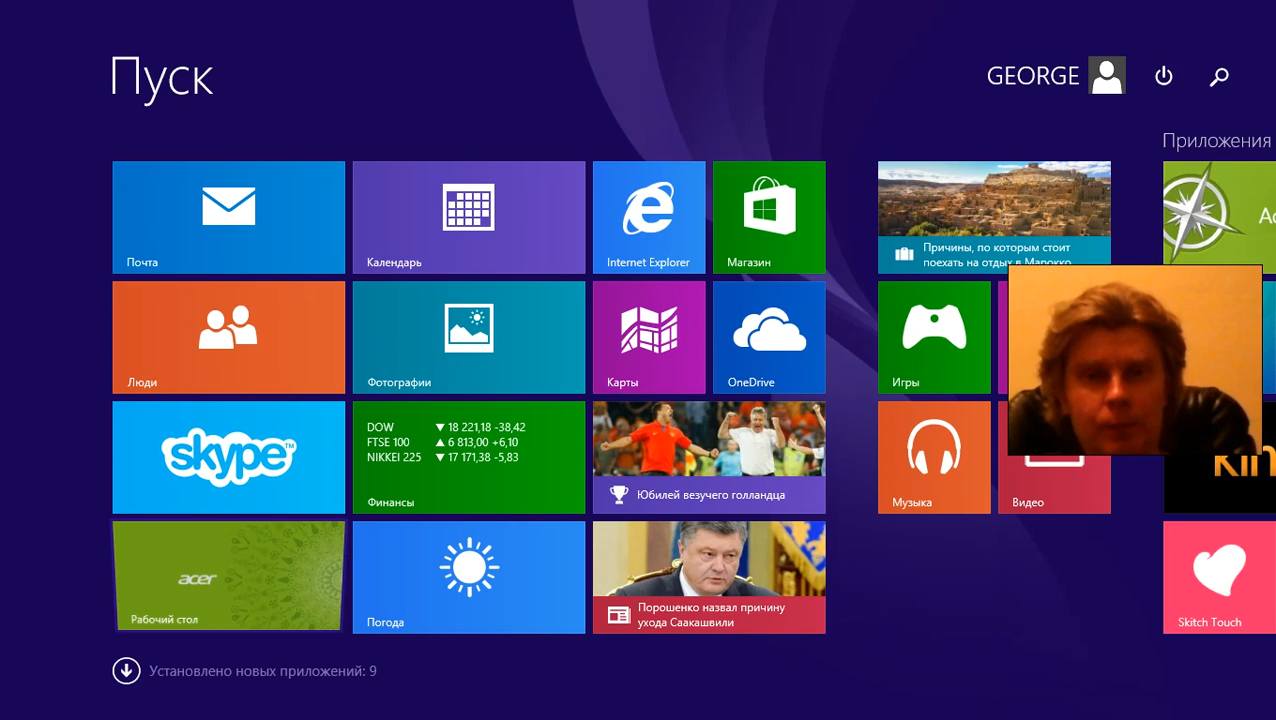 Пуск
GEORGE
Приложения
Почта
Календарь
Internet Explorer
Магазин
Причины, по которым стоит
поехать на отдых в Марокко
Люди
Фотографии
Карты
OneDrive
Игры
skype™
DOW ▼ 18 221,18 -38,42
FTSE 100 ▲ 6 813,00 +6,10
NIKKEI 225 ▼ 17 171,38 -5,83
Финансы
Юбилей везучего голландца
Музыка
Видео
acer
Рабочий стол
Погода
Порошенко назвал причину
ухода Саакашвили
Skitch Touch
Установлено новых приложений: 9